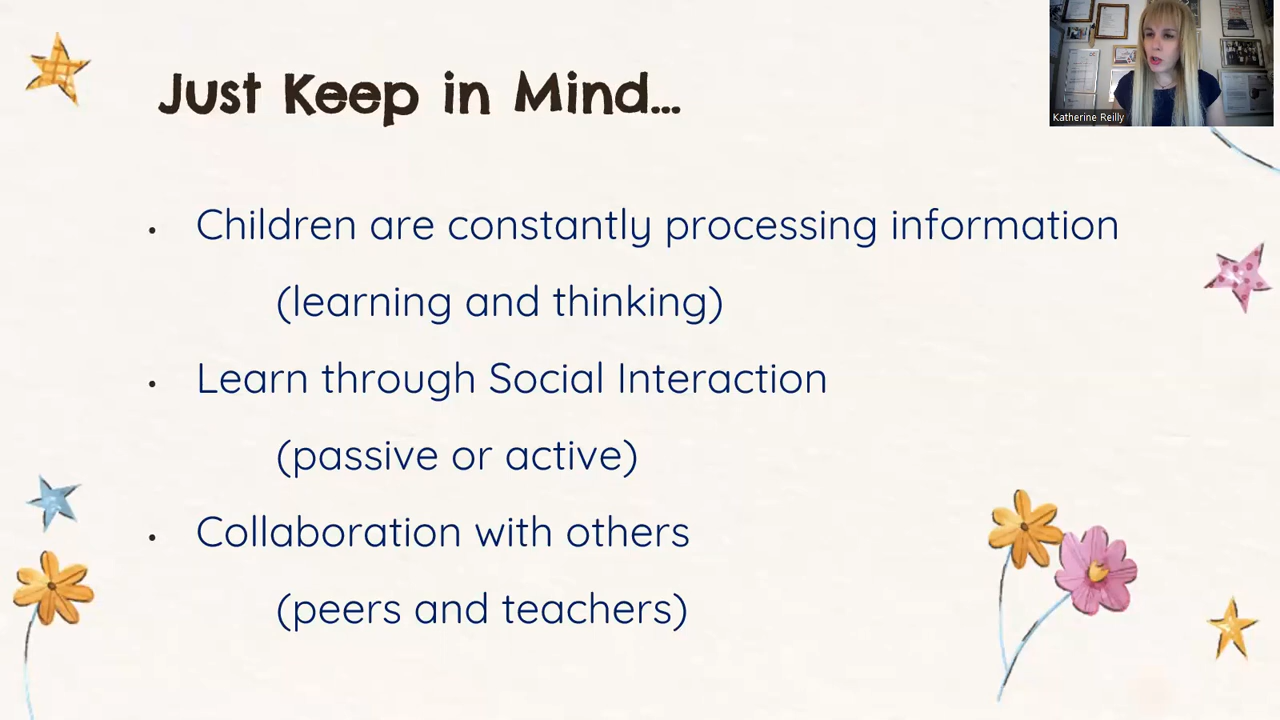 Just Keep in Mind...
Katherine Reilly
• Children are constantly processing information
(learning and thinking)
• Learn through Social Interaction
(passive or active)
• Collaboration with others
(peers and teachers)